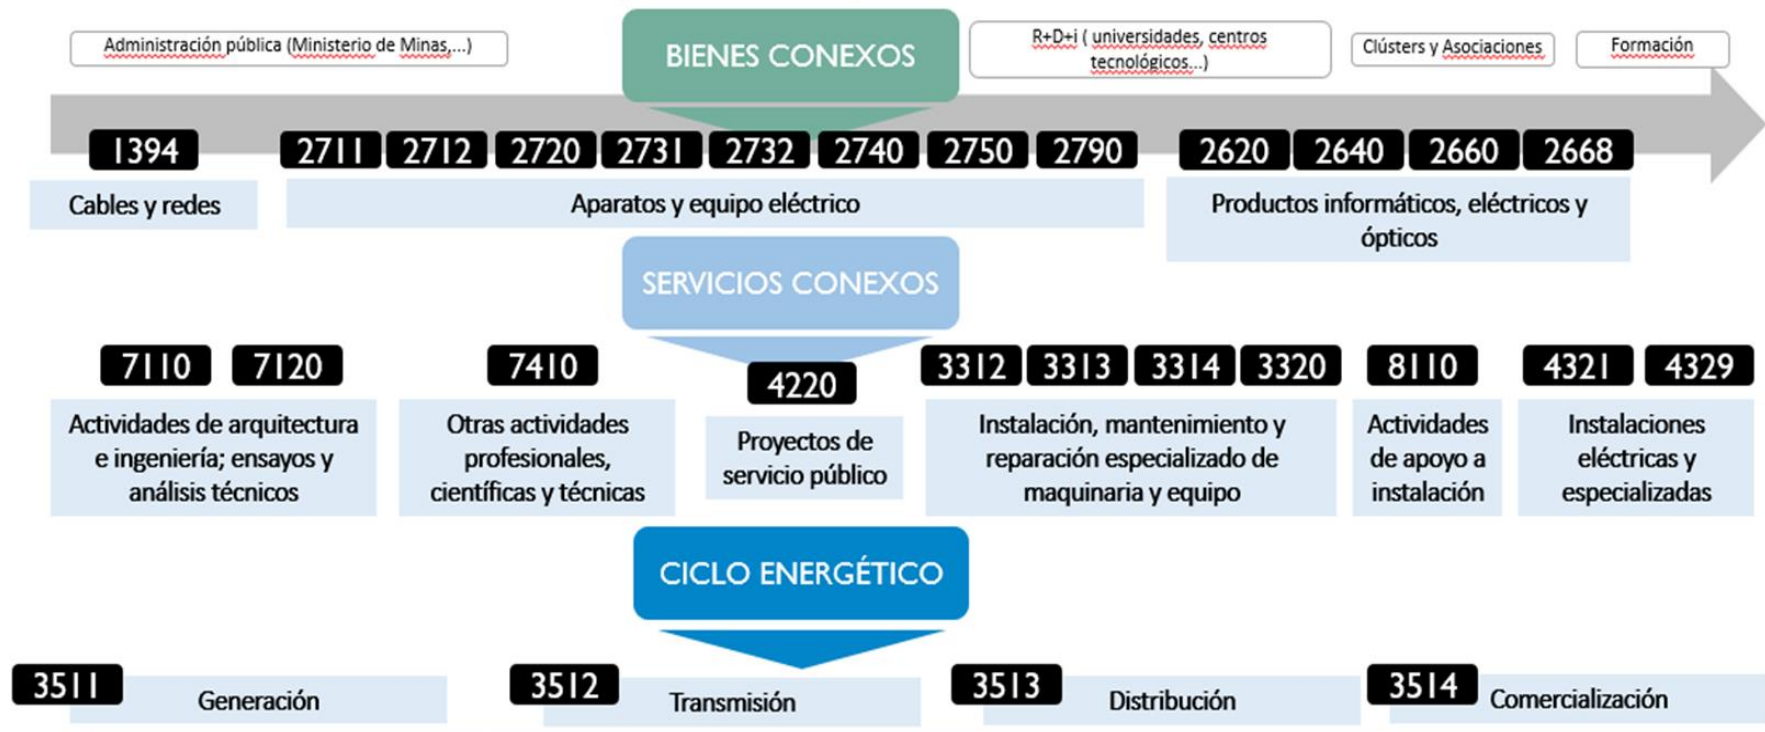 Administración pública (Ministerio de Minas,...)
BIENES CONEXOS
R+D+i ( universidades, centros
tecnológicos...)
Clústers y Asociaciones
Formación
1394
2711 2712 2720 2731 2732 2740 2750 2790
2620 2640 2660 2668
Cables y redes
Aparatos y equipo eléctrico
Productos informáticos, eléctricos y
ópticos
SERVICIOS CONEXOS
7110 7120
7410
4220
3312 3313 3314 3320
8110
4321 4329
Actividades de arquitectura
e ingeniería; ensayos y
análisis técnicos
Otras actividades
profesionales,
científicas y técnicas
Proyectos de
servicio público
Instalación, mantenimiento y
reparación especializado de
maquinaria y equipo
Actividades
de apoyo a
instalación
Instalaciones
eléctricas y
especializadas
CICLO ENERGÉTICO
3511
Generación
3512
Transmisión
3513
Distribución
3514
Comercialización